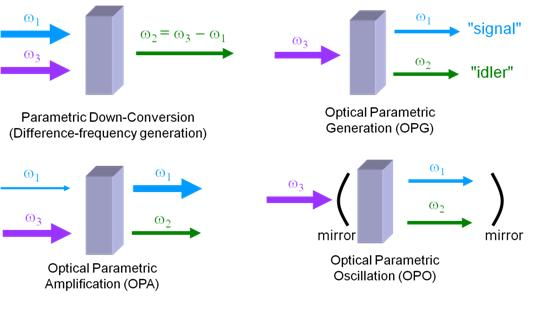 ω₁
ω₃
ω₂ = ω₃ − ω₁
Parametric Down-Conversion
(Difference-frequency generation)
ω₃
ω₁
"signal"
ω₂
"idler"
Optical Parametric
Generation (OPG)
ω₁
ω₃
ω₁
ω₂
Optical Parametric
Amplification (OPA)
ω₃
mirror
ω₁
ω₂
mirror
Optical Parametric
Oscillation (OPO)